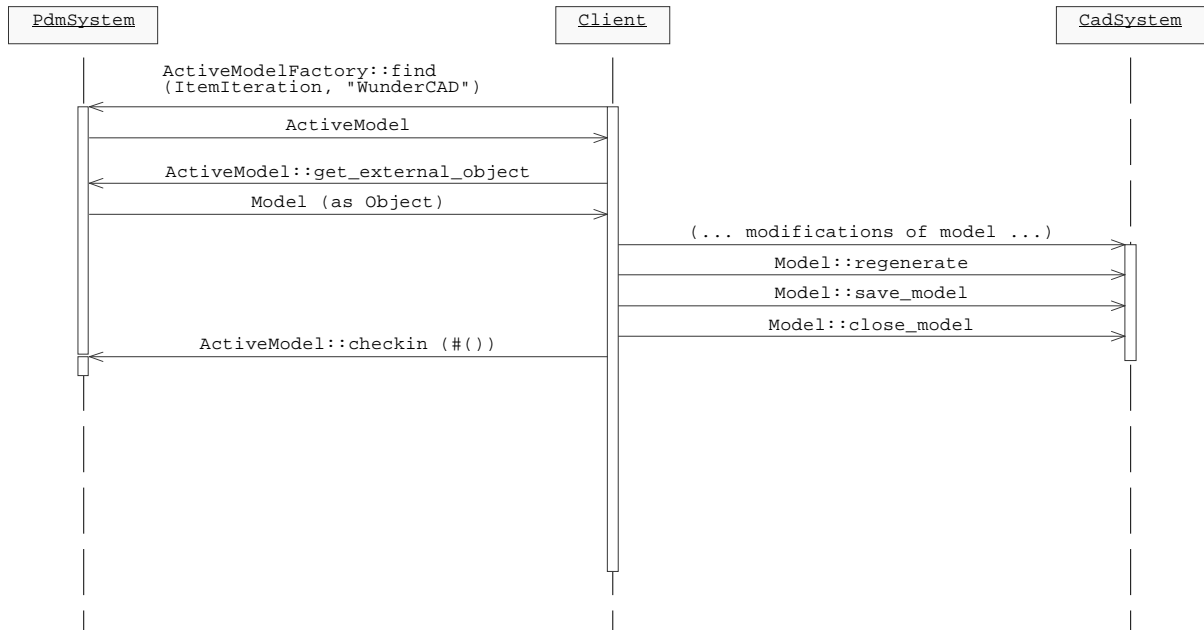 PdmSystem
Client
CadSystem
ActiveModelFactory::find
(ItemIteration, "WunderCAD")
ActiveModel
ActiveModel::get_external_object
Model (as Object)
(... modifications of model ...)
Model::regenerate
Model::save_model
Model::close_model
ActiveModel::checkin (#())